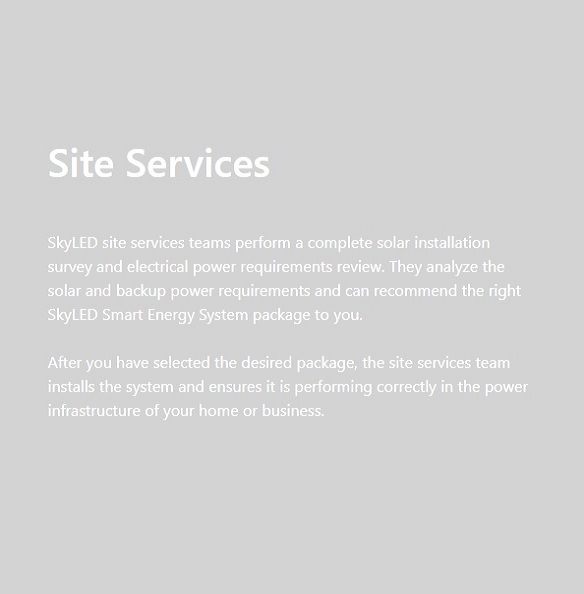 Site Services
SkyLED site services teams perform a complete solar installation
survey and electrical power requirements review. They analyze the
solar and backup power requirements and can recommend the right
SkyLED Smart Energy System package to you.
After you have selected the desired package, the site services team
installs the system and ensures it is performing correctly in the power
infrastructure of your home or business.